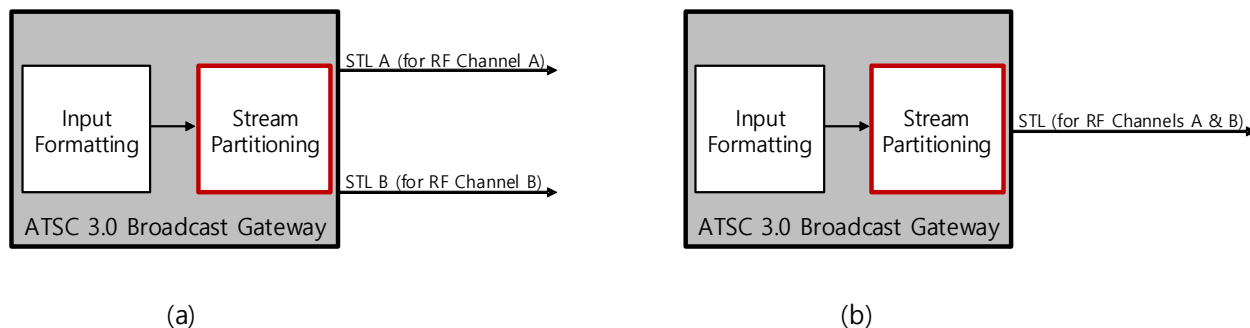 STL A (for RF Channel A)
Input
Formatting
Stream
Partitioning
STL B (for RF Channel B)
ATSC 3.0 Broadcast Gateway
(a)
Input
Formatting
Stream
Partitioning
STL (for RF Channels A & B)
ATSC 3.0 Broadcast Gateway
(b)